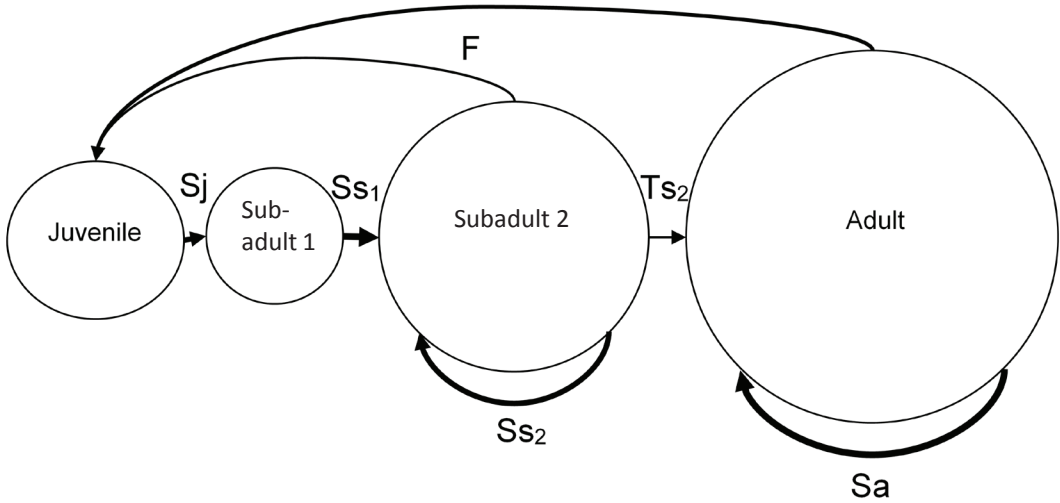 F
Sj
Ss₁
Ts₂
Juvenile
Sub-
adult 1
Subadult 2
Adult
Ss₂
Sa